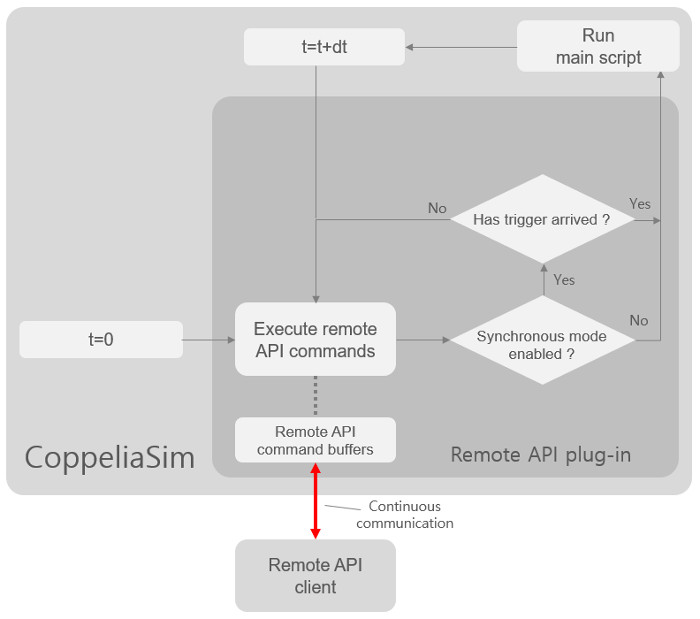 t=t+dt
Run
main script
No
Has trigger arrived ?
Yes
Yes
t=0
Execute remote
API commands
Synchronous mode
enabled ?
No
Remote API
command buffers
CoppeliaSim
Remote API plug-in
Continuous
communication
Remote API
client